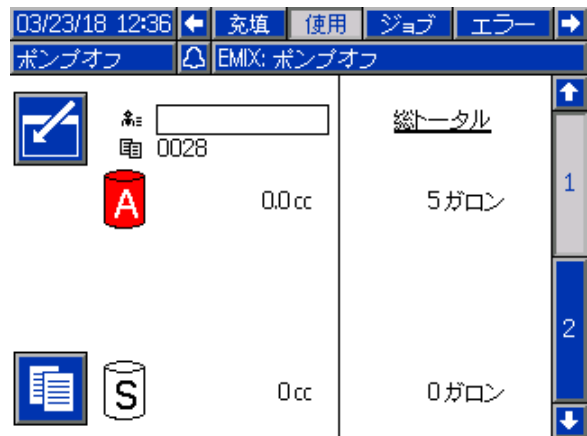 03/23/18 12:36 充填 使用 ジョブ エラー
ポンプオフ EMIX: ポンプオフ
総トータル
0028
A 0.0 cc 5ガロン
1
2
S 0 cc 0ガロン